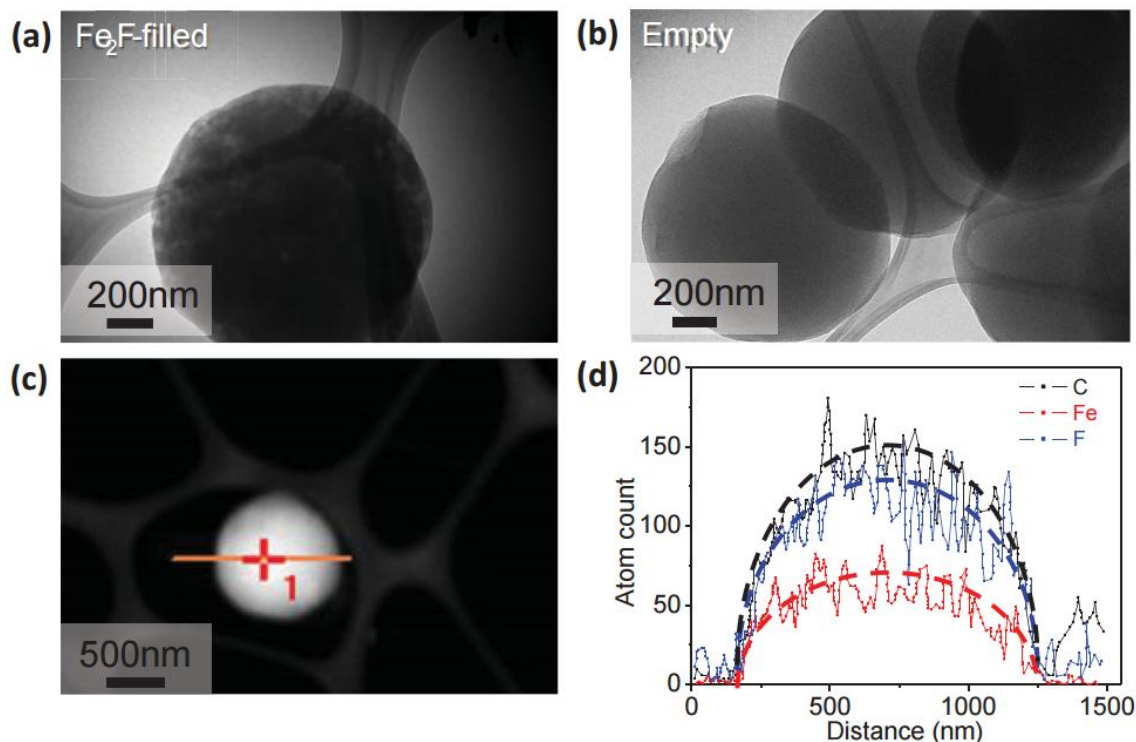 (a)
Fe₂F-filled
200nm
(b)
Empty
200nm
(c)
1
500nm
(d)
200
150
100
50
0
Atom count
C
Fe
F
0
500
1000
1500
Distance (nm)